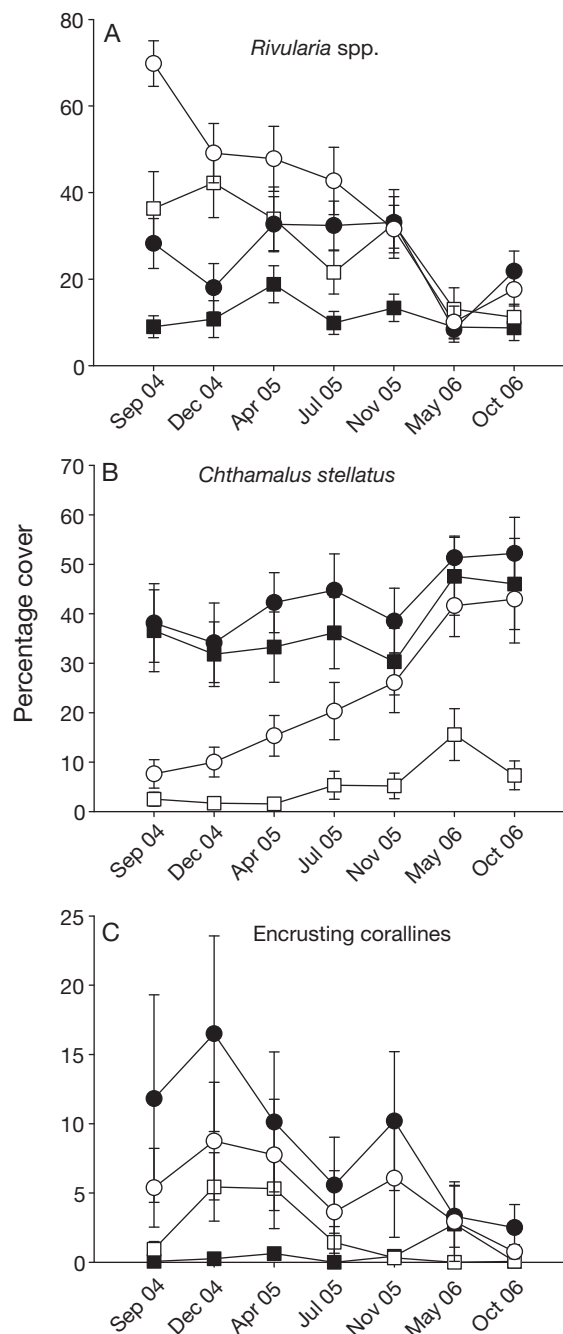 A
Rivularia spp.
80
60
40
20
0
Sep 04
Dec 04
Apr 05
Jul 05
Nov 05
May 06
Oct 06
Percentage cover
B
Chthamalus stellatus
70
60
50
40
30
20
10
0
Sep 04
Dec 04
Apr 05
Jul 05
Nov 05
May 06
Oct 06
C
Encrusting corallines
25
20
15
10
5
0
Sep 04
Dec 04
Apr 05
Jul 05
Nov 05
May 06
Oct 06